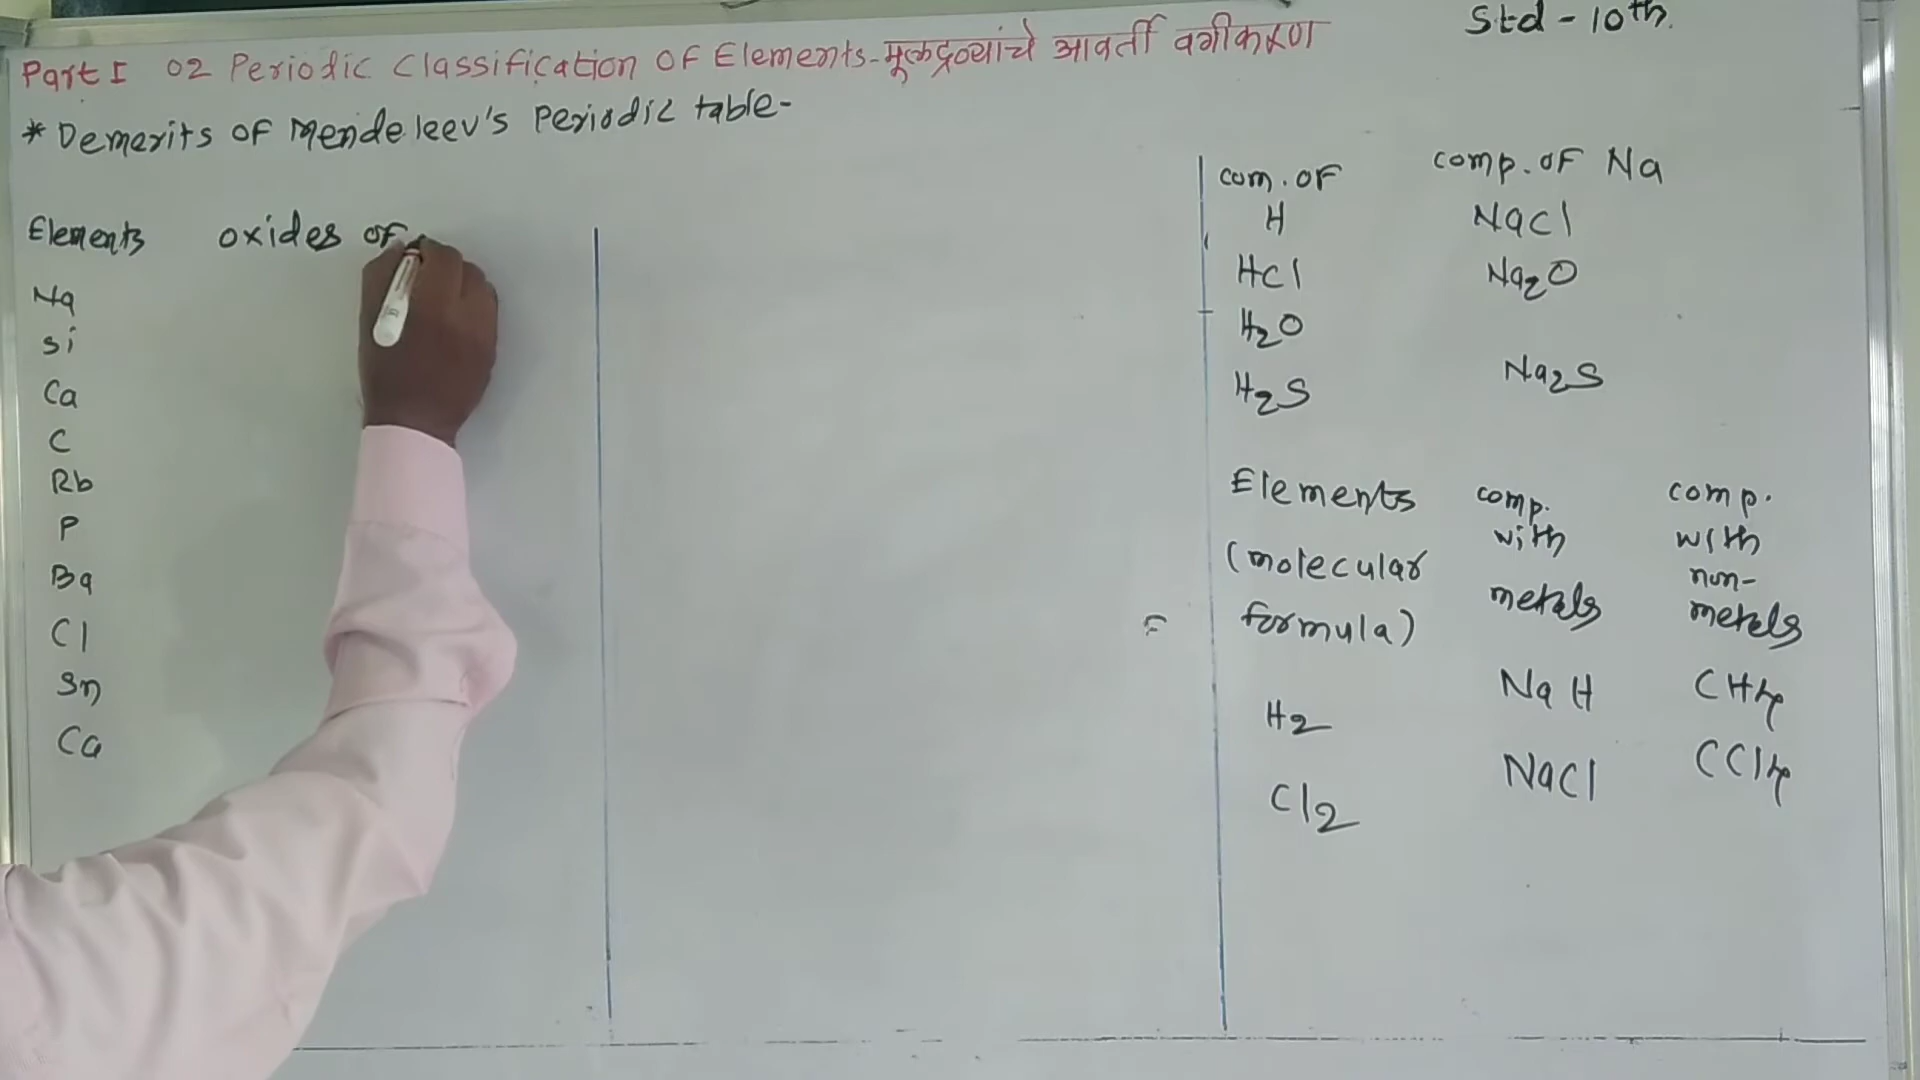 Std - 10th.
Part I 02 Periodic Classification Of Elements - मूलद्रव्यांचे आवर्ती वर्गीकरण
* Demerits of Mendeleev's Periodic table-
Elements oxides of
Na
Si
Ca
C
Rb
P
Ba
Cl
Sn
Ca
com. of comp. of Na
H NaCl
HCl Na2O
H2O
H2S Na2S
Elements comp. comp.
(molecular with with
formula) metals non-
metals
H2 NaH CH4
Cl2 NaCl CCl4